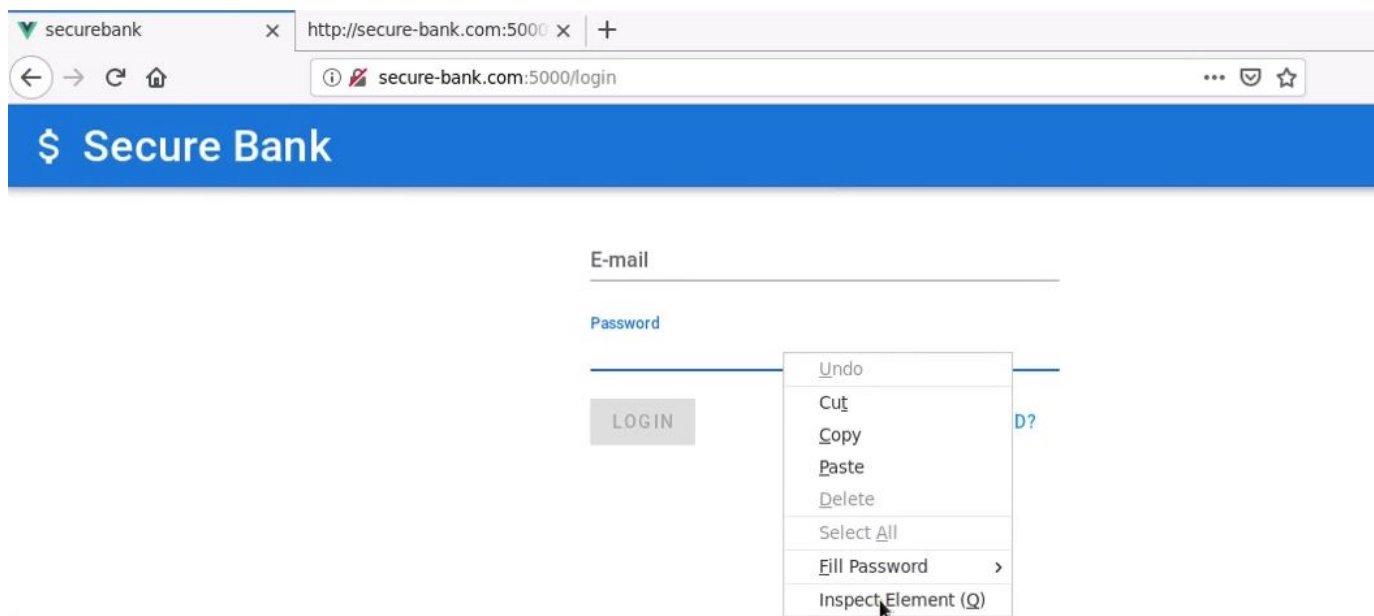 securebank
http://secure-bank.com:5000
secure-bank.com:5000/login
$ Secure Bank
E-mail
Password
Undo
Cut
LOGIN
Copy
D?
Paste
Delete
Select All
Fill Password
Inspect Element (Q)